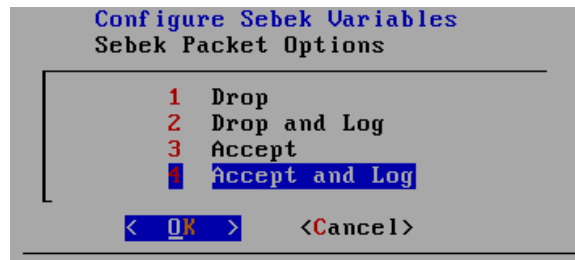 Configure Sebek Variables
Sebek Packet Options
1 Drop
2 Drop and Log
3 Accept
4 Accept and Log
< OK > <Cancel>